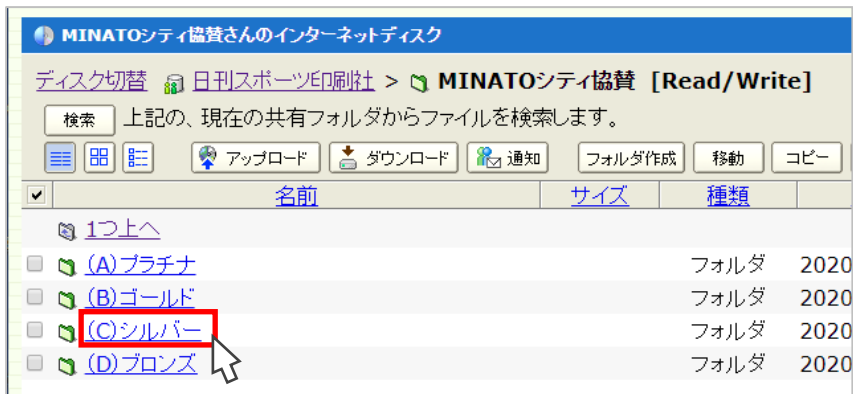 MINATOシティ協賛さんのインターネットディスク
ディスク切替 日刊スポーツ印刷社 > MINATOシティ協賛 [Read/Write]
検索 上記の、現在の共有フォルダからファイルを検索します。
アップロード ダウンロード 通知 フォルダ作成 移動 コピー
名前 サイズ 種類
1つ上へ
(A)プラチナ フォルダ 2020
(B)ゴールド フォルダ 2020
(C)シルバー フォルダ 2020
(D)ブロンズ フォルダ 2020